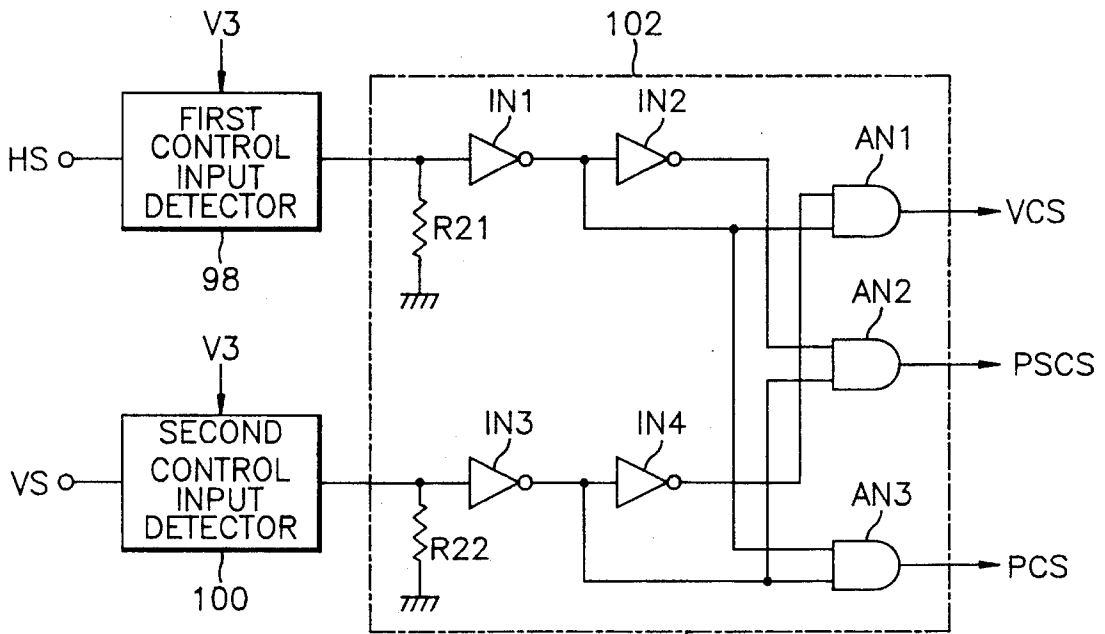 V3
102
FIRST
CONTROL
INPUT
DETECTOR
HS
98
IN1
IN2
R21
AN1
VCS
AN2
PSCS
V3
SECOND
CONTROL
INPUT
DETECTOR
VS
100
IN3
IN4
R22
AN3
PCS